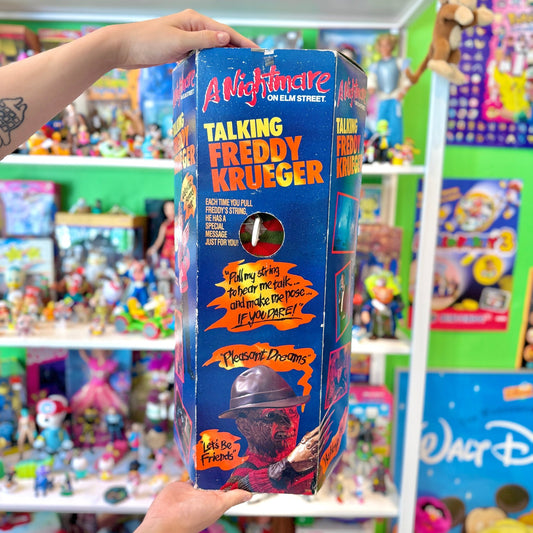 A Nightmare
ON ELM STREET
TALKING
FREDDY
KRUEGER
EACH TIME YOU PULL
FREDDY'S STRING,
HE HAS A
SPECIAL
MESSAGE
JUST FOR YOU!
"Pull my string
to hear me talk...
and make me pose...
IF YOU DARE!
"Pleasant Dreams"
"Let's Be
Friends"
TALKING
FREDDY
KRUEGER
WALT D